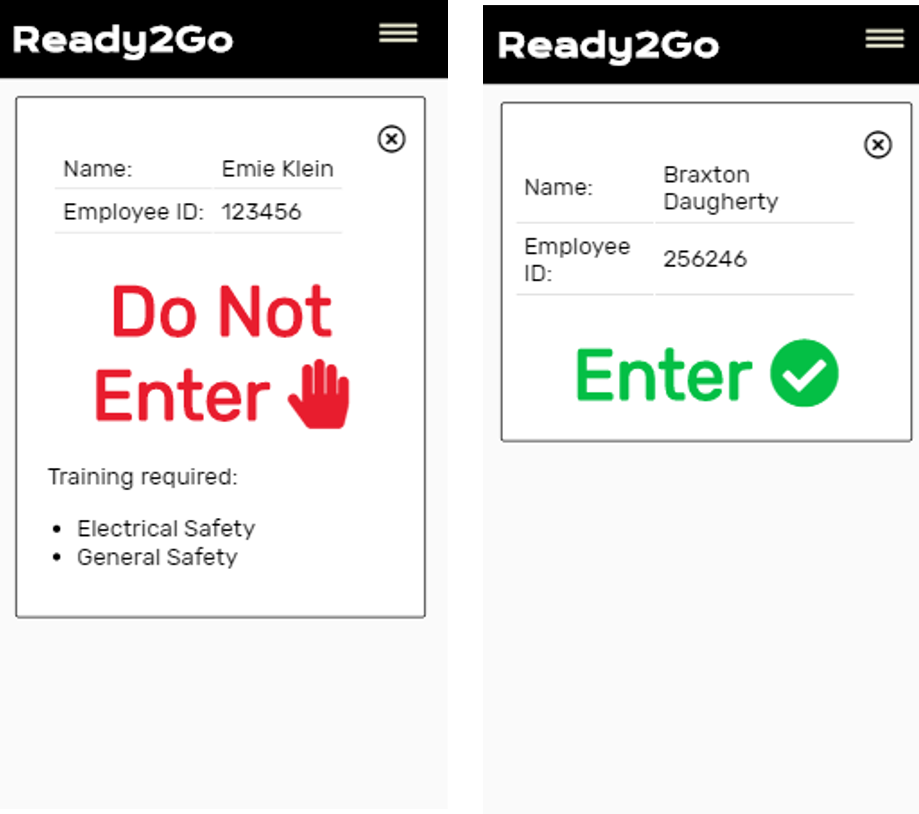 Ready2Go
Name: Emie Klein
Employee ID: 123456
Do Not
Enter
Training required:
• Electrical Safety
• General Safety
Ready2Go
Name: Braxton
Daugherty
Employee
ID: 256246
Enter